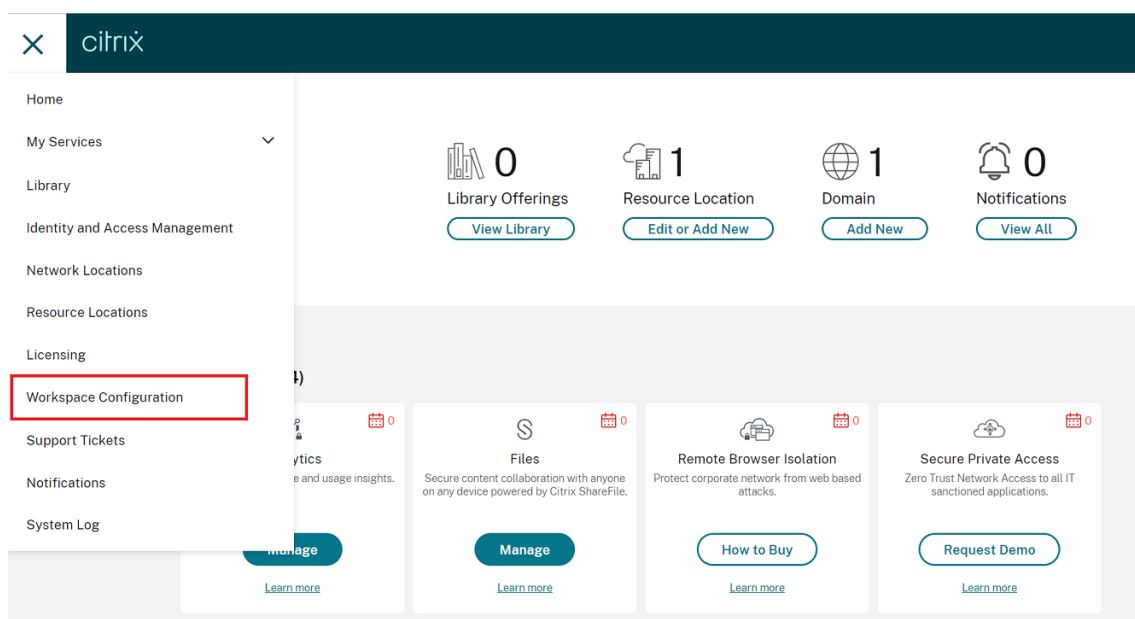 citrix
Home
My Services
Library
Identity and Access Management
Network Locations
Resource Locations
Licensing
Workspace Configuration
Support Tickets
Notifications
System Log
0
Library Offerings
View Library
1
Resource Location
Edit or Add New
1
Domain
Add New
0
Notifications
View All
4)
0
ytics
e and usage insights.
Manage
Learn more
0
Files
Secure content collaboration with anyone
on any device powered by Citrix ShareFile.
Manage
Learn more
0
Remote Browser Isolation
Protect corporate network from web based
attacks.
How to Buy
Learn more
0
Secure Private Access
Zero Trust Network Access to all IT
sanctioned applications.
Request Demo
Learn more